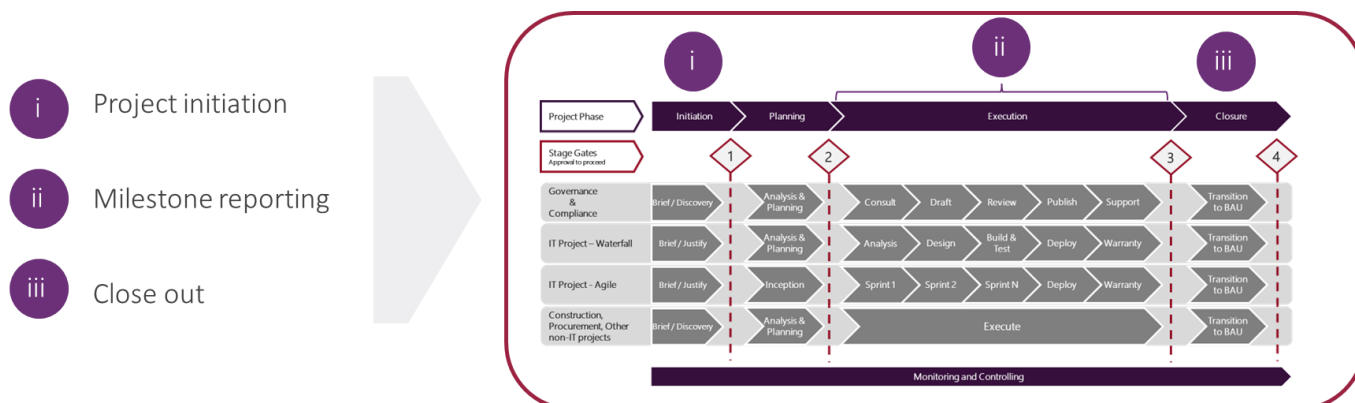 i
Project initiation
ii
Milestone reporting
iii
Close out
i
ii
iii
Project Phase
Initiation
Planning
Execution
Closure
Stage Gates
Approval to proceed
1
2
3
4
Governance
&
Compliance
Brief / Discovery
Analysis &
Planning
Consult
Draft
Review
Publish
Support
Transition
to BAU
IT Project – Waterfall
Brief / Justify
Analysis &
Planning
Analysis
Design
Build &
Test
Deploy
Warranty
Transition
to BAU
IT Project - Agile
Brief / Justify
Inception
Sprint 1
Sprint 2
Sprint N
Deploy
Warranty
Transition
to BAU
Construction,
Procurement, Other
non-IT projects
Brief / Discovery
Analysis &
Planning
Execute
Transition
to BAU
Monitoring and Controlling